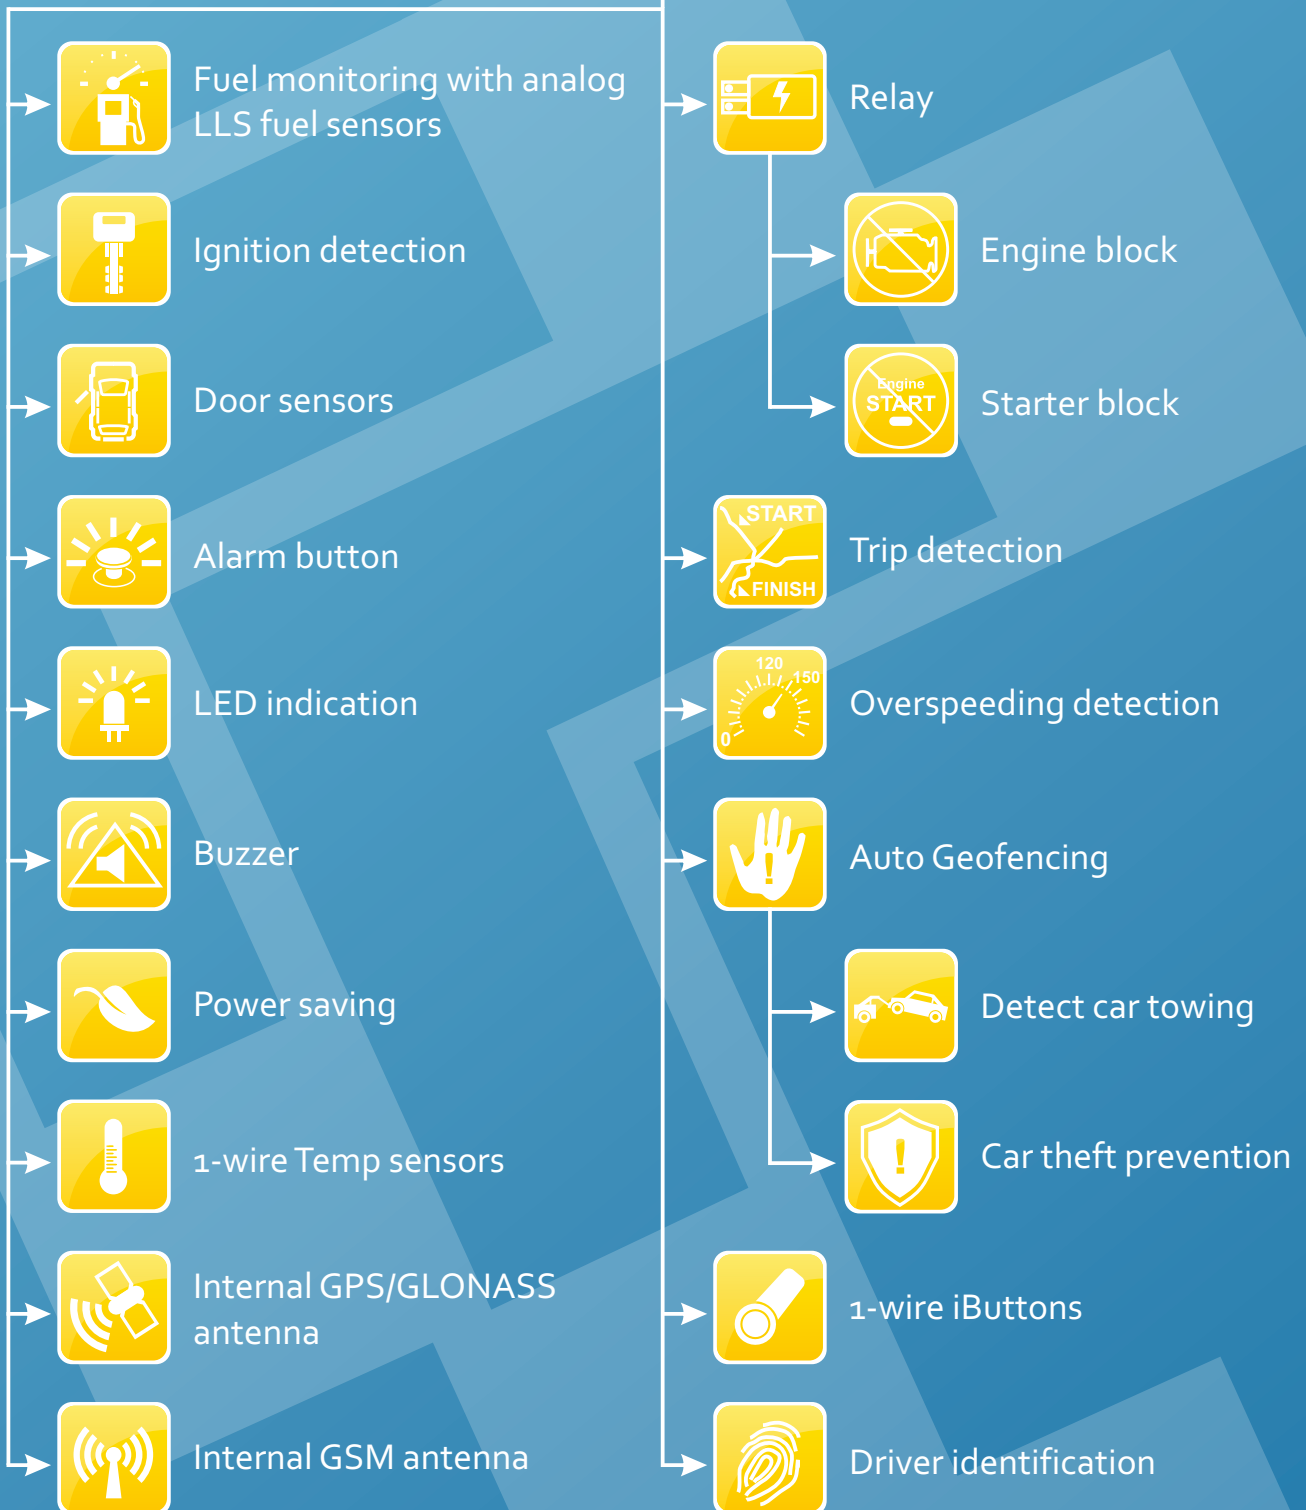 Fuel monitoring with analog
LLS fuel sensors
Ignition detection
Door sensors
Alarm button
LED indication
Buzzer
Power saving
1-wire Temp sensors
Internal GPS/GLONASS
antenna
Internal GSM antenna
Relay
Engine block
Engine
START
Starter block
START
FINISH
Trip detection
120
150
0
Overspeeding detection
!
Auto Geofencing
Detect car towing
!
Car theft prevention
1-wire iButtons
Driver identification